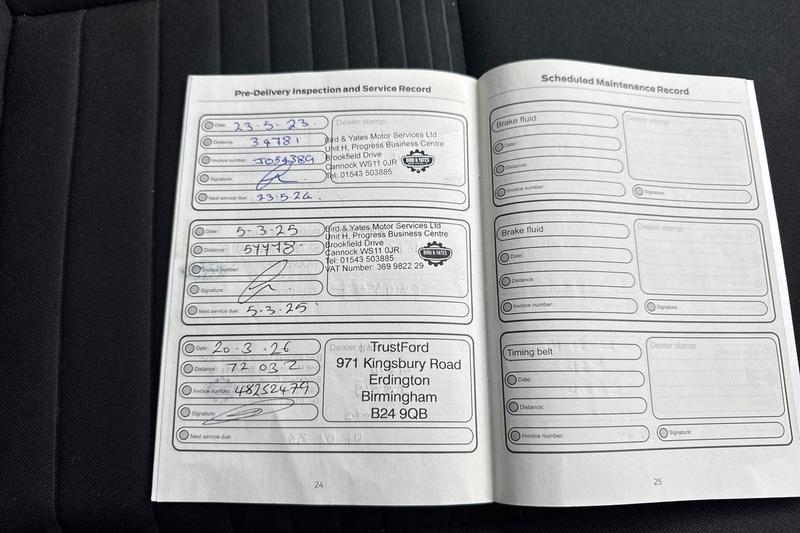 Pre-Delivery Inspection and Service Record
Date: 23·5·23.
Dealer stamp
Distance: 34781
Invoice number: J054389
Signature:
Next service due: 23·5·24.
Bird & Yates Motor Services Ltd
Unit H, Progress Business Centre
Brookfield Drive
Cannock WS11 0JR
Tel: 01543 503885
BIRD & YATES
Date: 5-3·25
Distance:
Invoice number:
Signature:
Next service due: 5-3·25·
Bird & Yates Motor Services Ltd
Unit H, Progress Business Centre
Brookfield Drive
Cannock WS11 0JR
Tel: 01543 503885
VAT Number: 369 9822 29
BIRD & YATES
Date: 20·3·26
Distance: 72 032
Invoice number: 48252479
Signature:
Next service due:
Dealer
TrustFord
971 Kingsbury Road
Erdington
Birmingham
B24 9QB
24
Scheduled Maintenance Record
Brake fluid
Dealer stamp
Date:
Distance:
Invoice number:
Signature:
Brake fluid
Dealer stamp
Date:
Distance:
Invoice number:
Signature:
Timing belt
Dealer stamp
Date:
Distance:
Invoice number:
Signature:
25